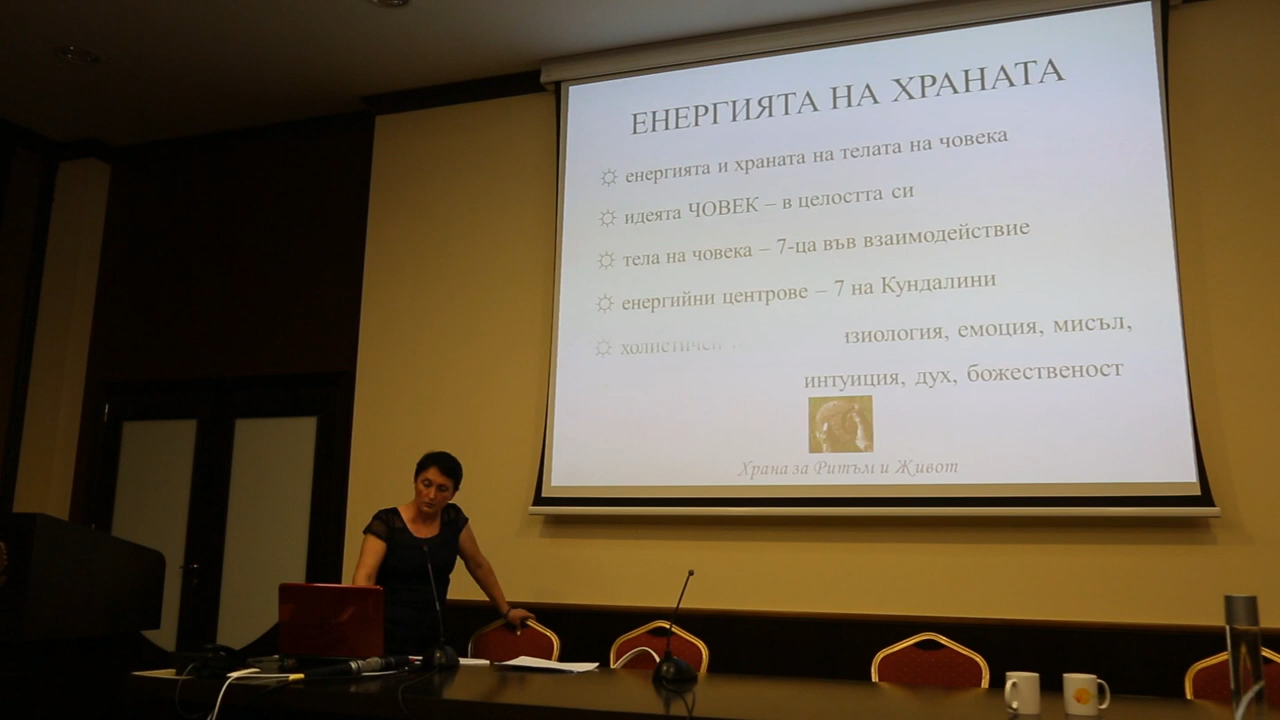 ЕНЕРГИЯТА НА ХРАНАТА
енергията и храната на телата на човека
идеята ЧОВЕК – в целостта си
тела на човека – 7-ца във взаимодействие
енергийни центрове – 7 на Кундалини
емоция, мисъл,
интуиция, дух, божественост
Храна за Ритъм и Живот